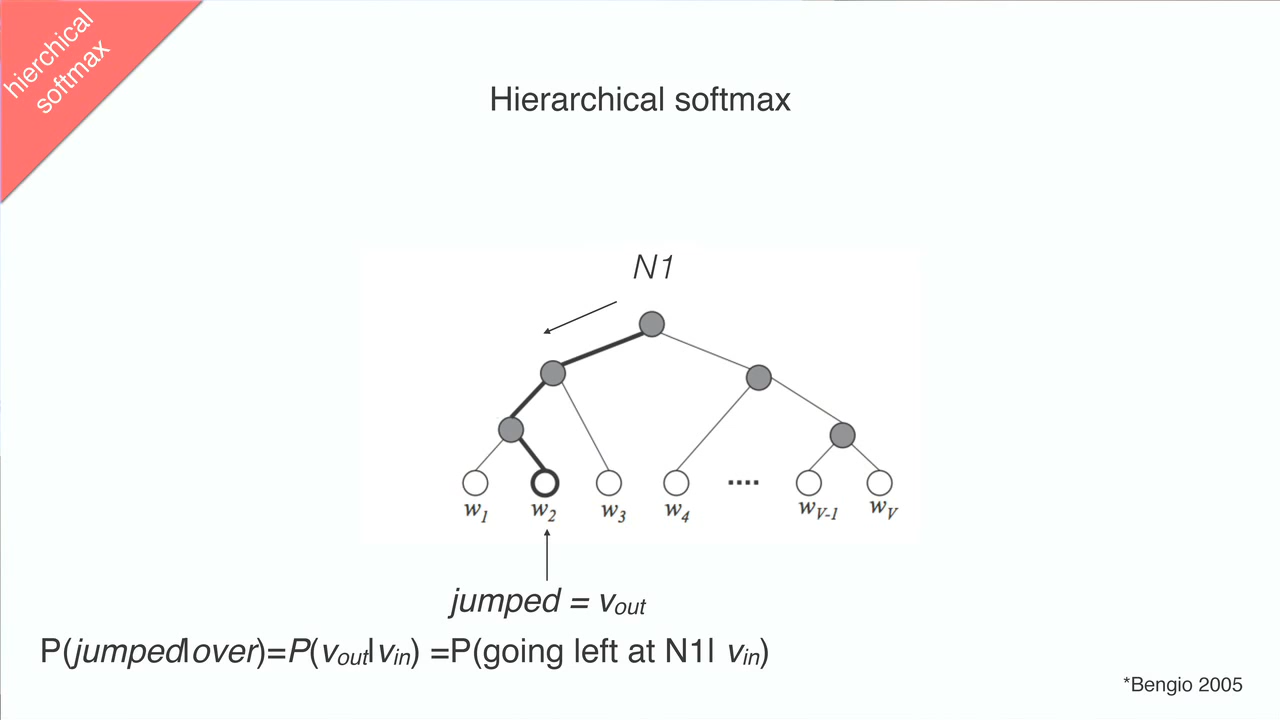 hierchical
softmax
Hierarchical softmax
N1
w1 w2 w3 w4 .... wV-1 wV
jumped = vout
P(jumped|over)=P(vout|vin) =P(going left at N1| vin)
*Bengio 2005